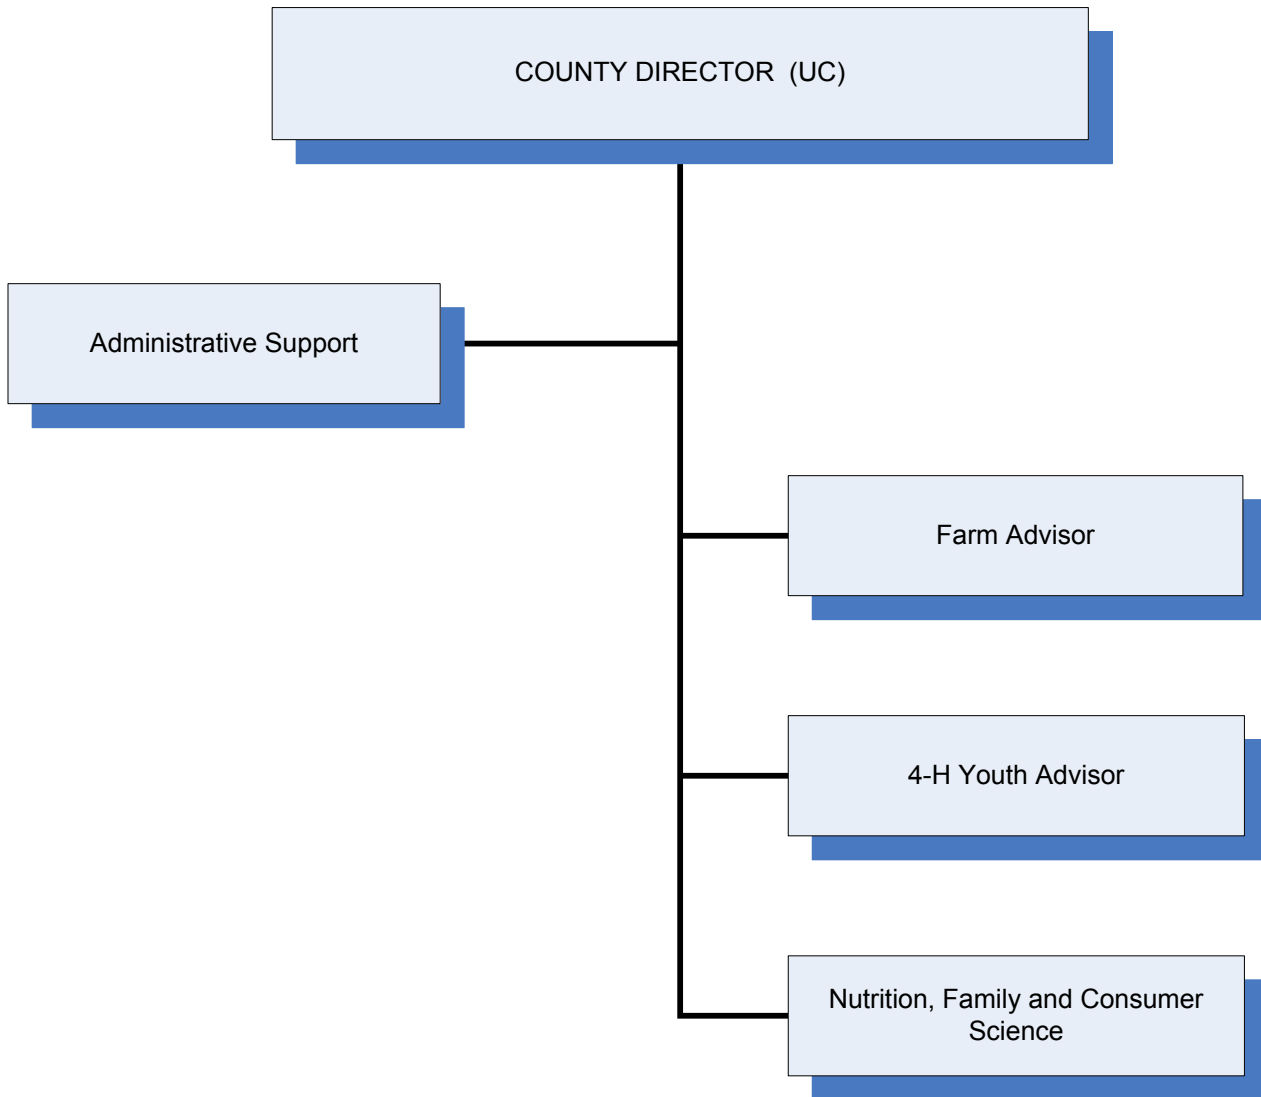 COUNTY DIRECTOR  (UC)
Administrative Support
Farm Advisor
4-H Youth Advisor
Nutrition, Family and Consumer
Science